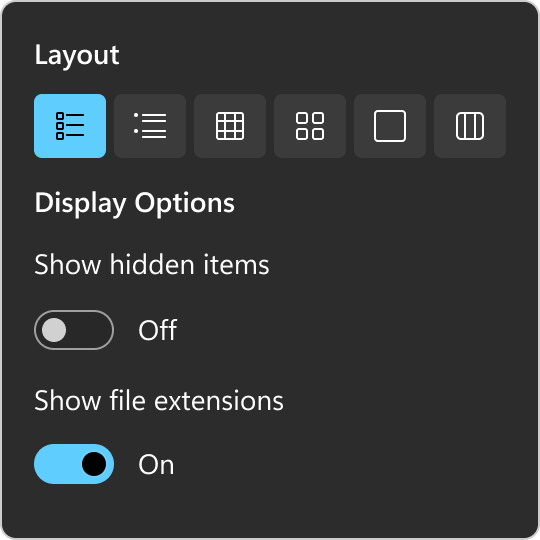 Layout
Display Options
Show hidden items
Off
Show file extensions
On